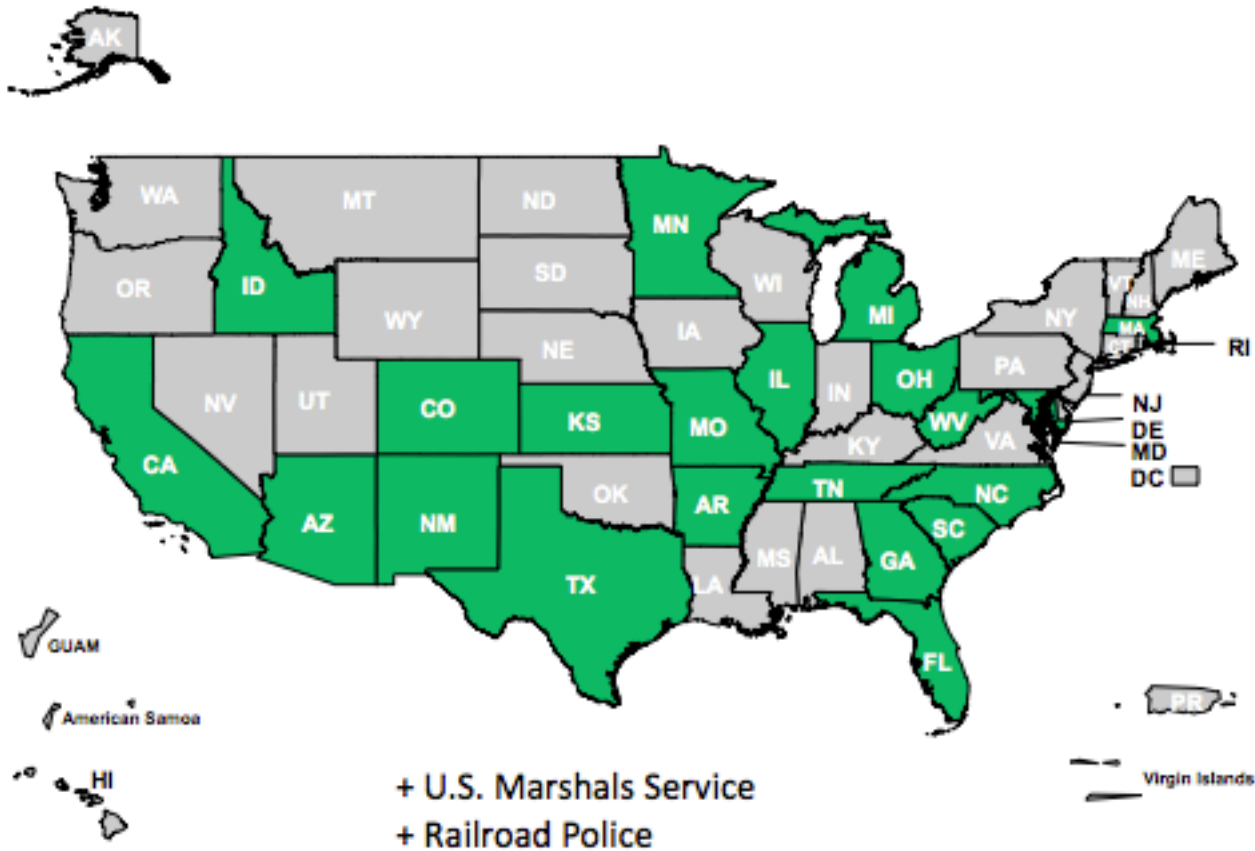 AK
WA
MT
ND
MN
ME
VT
NH
OR
ID
SD
WI
MI
NY
MA
WY
CT
RI
IA
NE
PA
NV
UT
CO
KS
MO
IL
IN
OH
NJ
WV
VA
DE
MD
KY
CA
DC
AZ
NM
OK
AR
TN
NC
SC
TX
LA
MS
AL
GA
GUAM
FL
American Samoa
PR
HI
+ U.S. Marshals Service
Virgin Islands
+ Railroad Police